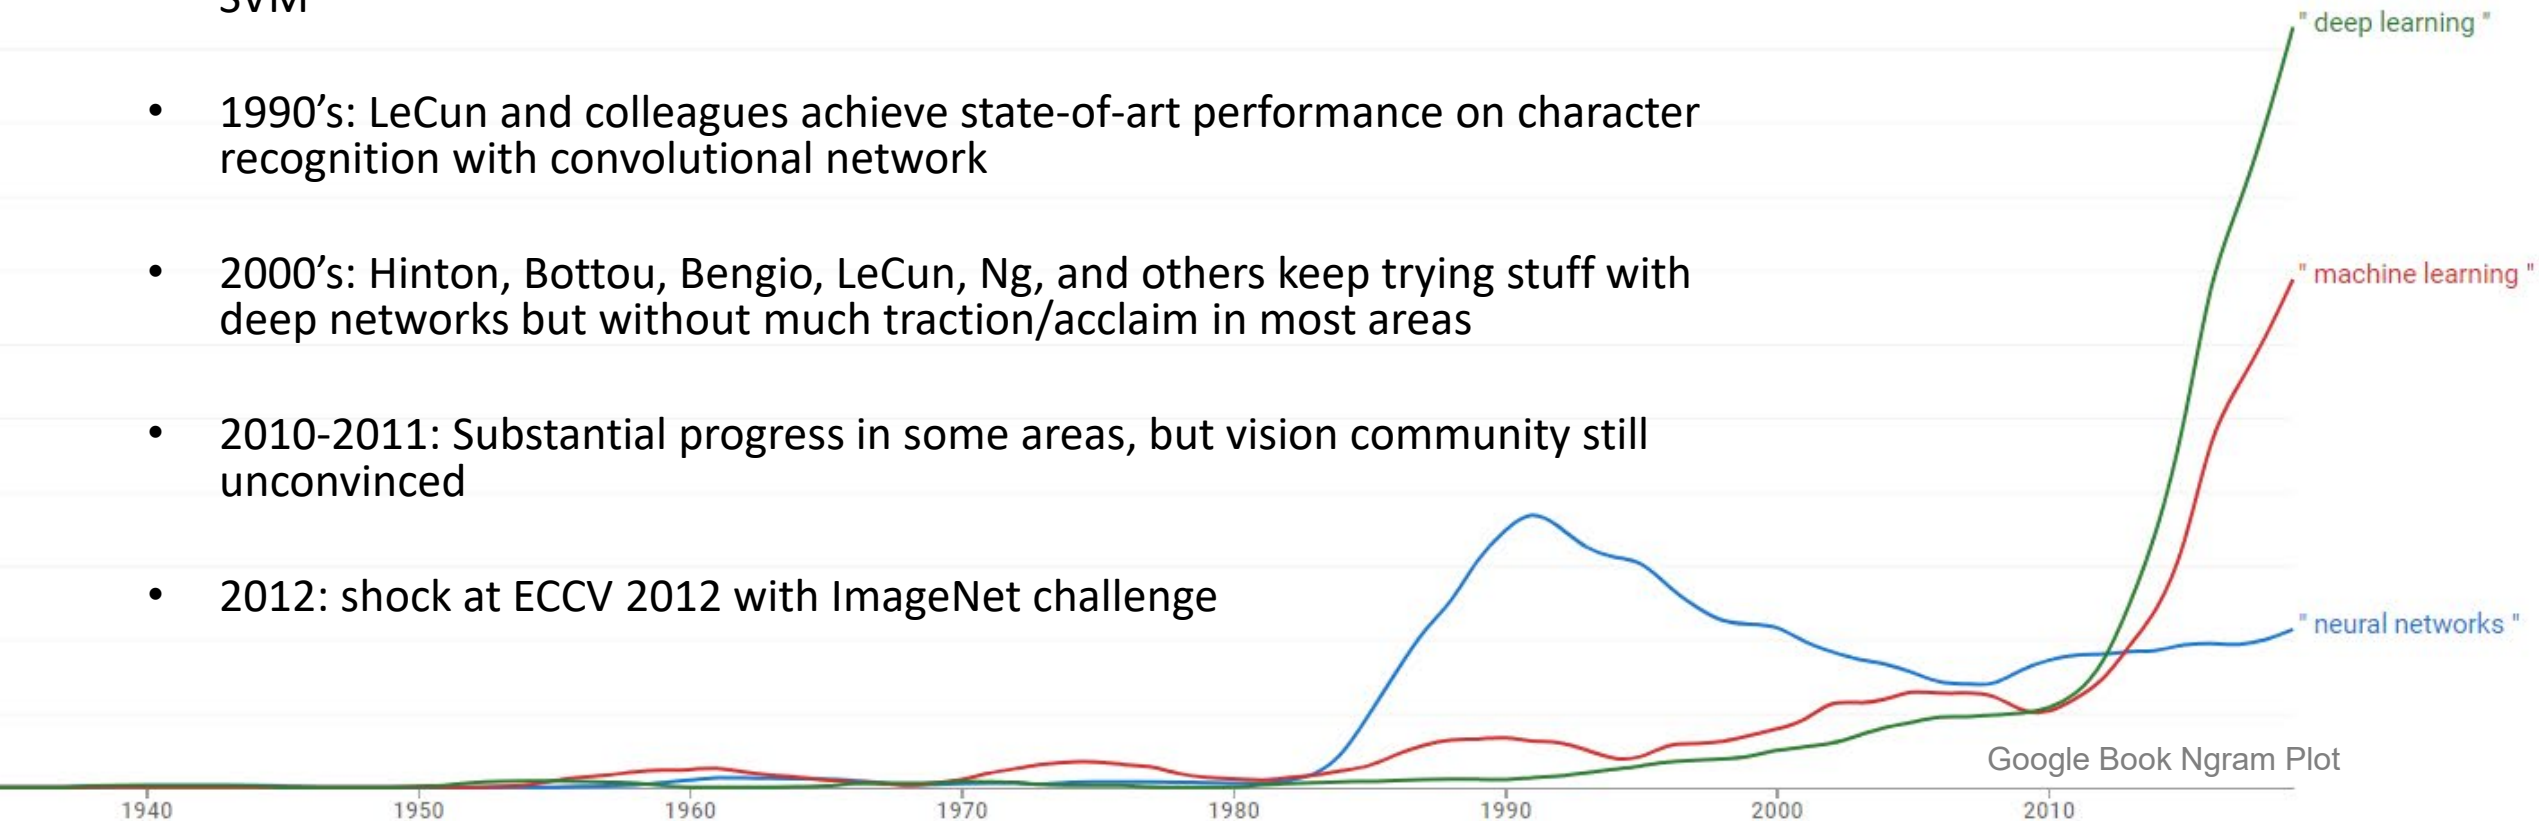 SVM
" deep learning "
• 1990’s: LeCun and colleagues achieve state-of-art performance on character
recognition with convolutional network
• 2000’s: Hinton, Bottou, Bengio, LeCun, Ng, and others keep trying stuff with
deep networks but without much traction/acclaim in most areas
" machine learning "
• 2010-2011: Substantial progress in some areas, but vision community still
unconvinced
• 2012: shock at ECCV 2012 with ImageNet challenge
" neural networks "
Google Book Ngram Plot
1940 1950 1960 1970 1980 1990 2000 2010